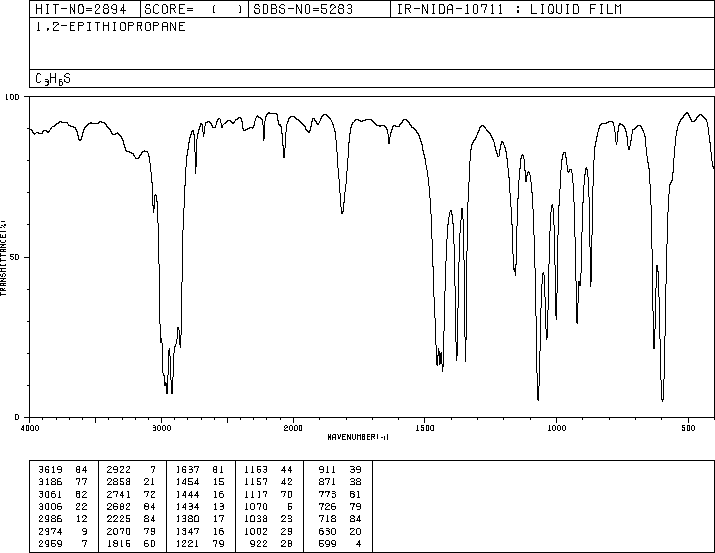 HIT-NO=2894 SCORE= ( ) SDBS-NO=5283 IR-NIDA-10711 : LIQUID FILM
1,2-EPITHIOPROPANE
C3H6S
100
50
0
TRANSMITTANCE(%)
4000 3000 2000 1500 1000 500
WAVENUMBER(-1)
3619 84 2922 7 1637 81 1163 44 911 39
3186 77 2858 21 1454 15 1157 42 871 38
3061 62 2741 72 1444 16 1117 70 773 81
3006 22 2682 84 1434 13 1070 5 726 79
2986 12 2225 84 1380 17 1038 23 718 84
2974 9 2070 79 1347 16 1002 29 630 20
2959 7 1815 60 1221 79 922 28 599 4